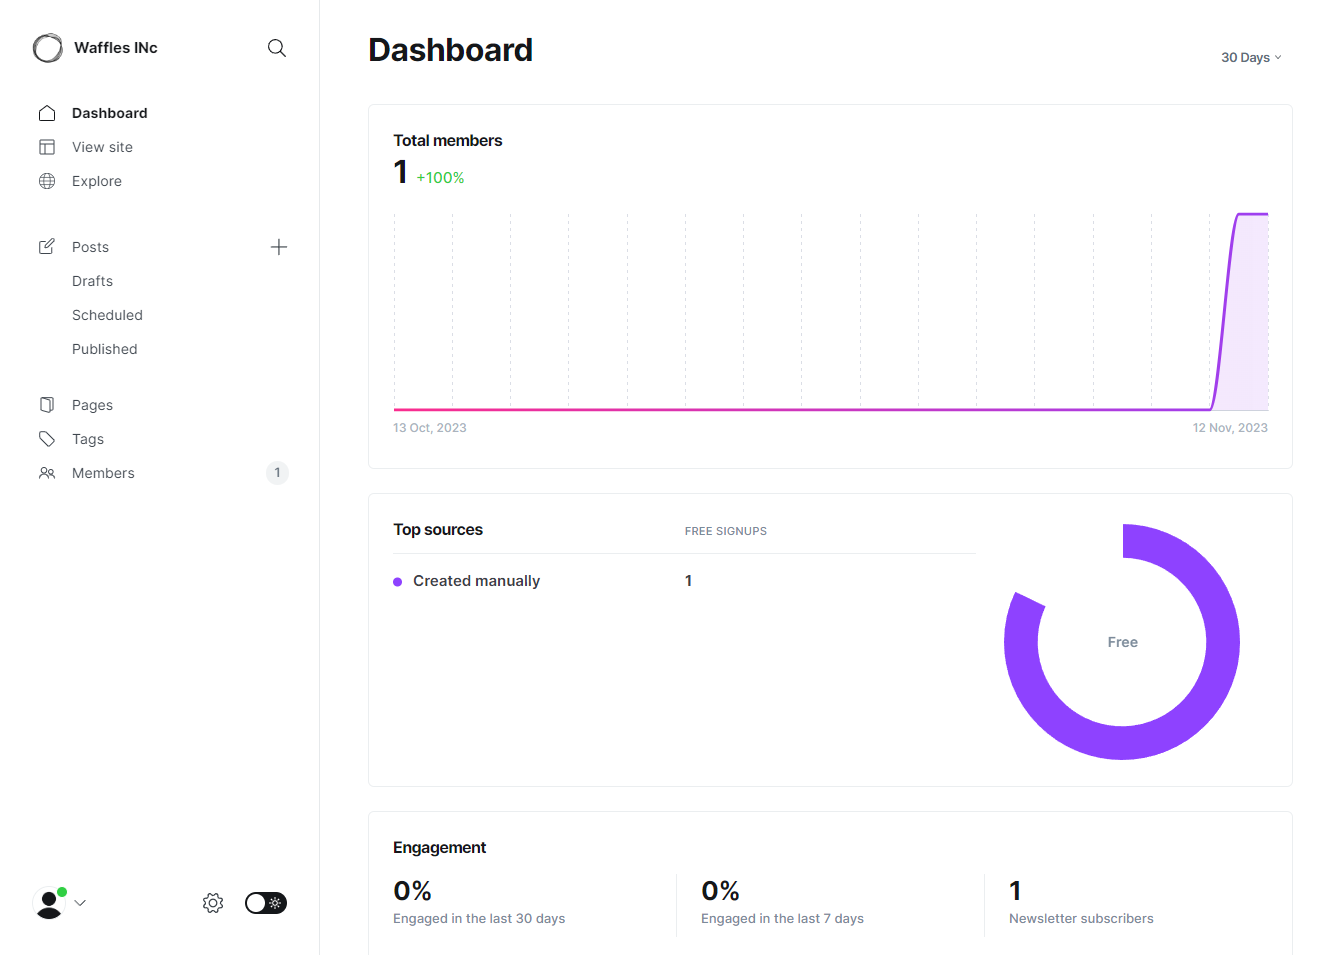 Waffles INc
Dashboard
View site
Explore
Posts
Drafts
Scheduled
Published
Pages
Tags
Members 1
Dashboard
30 Days
Total members
1 +100%
13 Oct, 2023 12 Nov, 2023
Top sources FREE SIGNUPS
Created manually 1
Free
Engagement
0% 0% 1
Engaged in the last 30 days Engaged in the last 7 days Newsletter subscribers